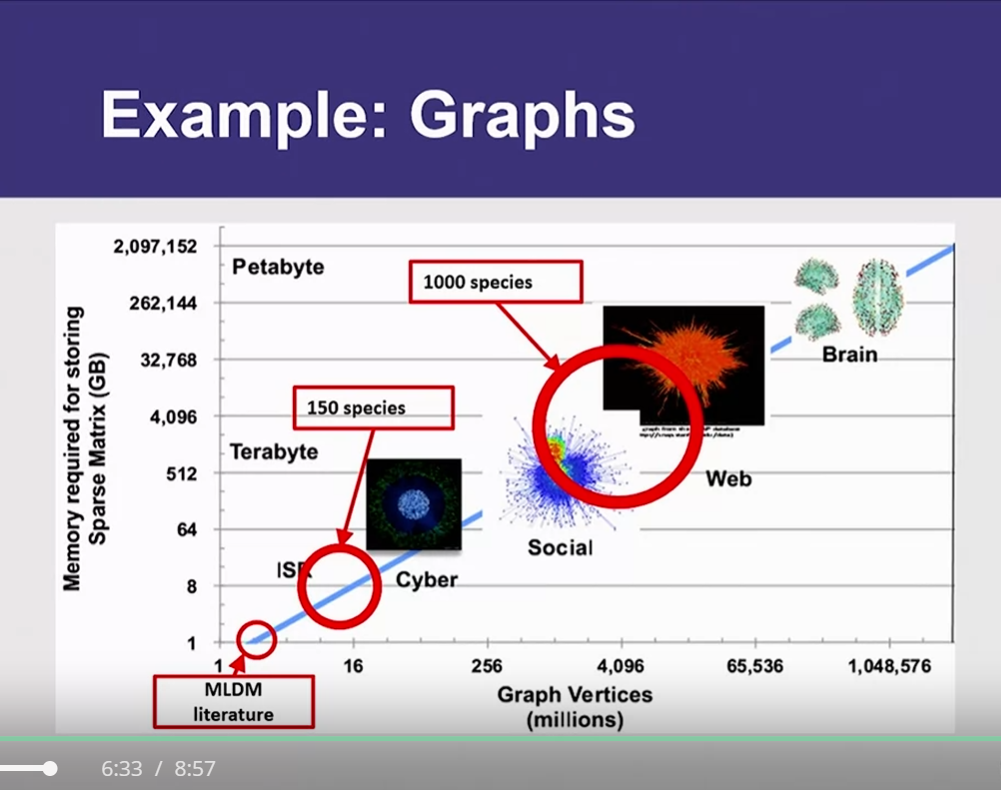 Example: Graphs
Memory required for storing
Sparse Matrix (GB)
2,097,152
262,144
32,768
4,096
512
64
8
1
Petabyte
1000 species
Brain
150 species
Terabyte
Web
Social
ISR
Cyber
1
16
256
4,096
65,536
1,048,576
MLDM
literature
Graph Vertices
(millions)
6:33 / 8:57